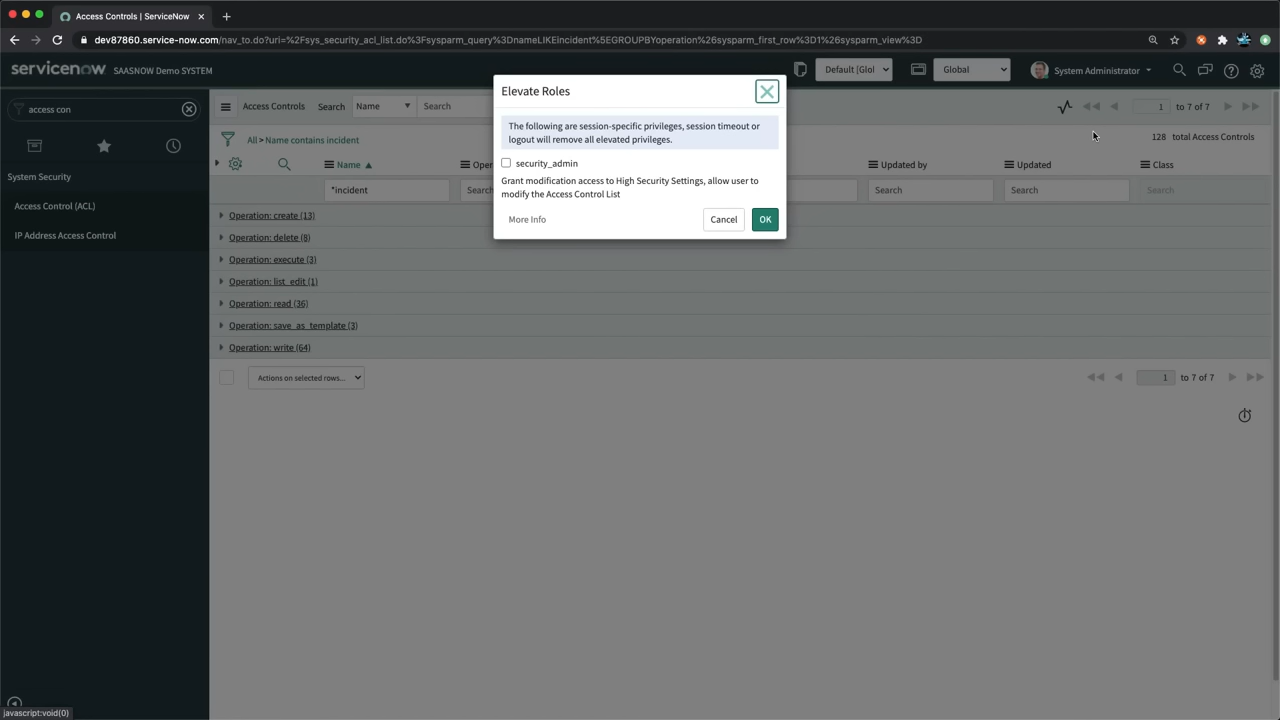 Access Controls | ServiceNow
dev87860.service-now.com/nav_to.do?uri=%2Fsys_security_acl_list.do%3Fsysparm_query%3DnameLIKEincident%5EGROUPBYoperation%26sysparm_first_row%3D1%26sysparm_view%3D
servicenow SAASNOW Demo SYSTEM
Default [Glol
Global
System Administrator
access con
Access Controls Search Name Search
1 to 7 of 7
All > Name contains incident
128 total Access Controls
Name
Oper
Updated by
Updated
Class
*incident
Search
Search
Search
Search
System Security
Access Control (ACL)
IP Address Access Control
Operation: create (13)
Operation: delete (8)
Operation: execute (3)
Operation: list_edit (1)
Operation: read (36)
Operation: save_as_template (3)
Operation: write (64)
Actions on selected rows...
1 to 7 of 7
Elevate Roles
The following are session-specific privileges, session timeout or
logout will remove all elevated privileges.
security_admin
Grant modification access to High Security Settings, allow user to
modify the Access Control List
More Info
Cancel
OK
javascript:void(0)